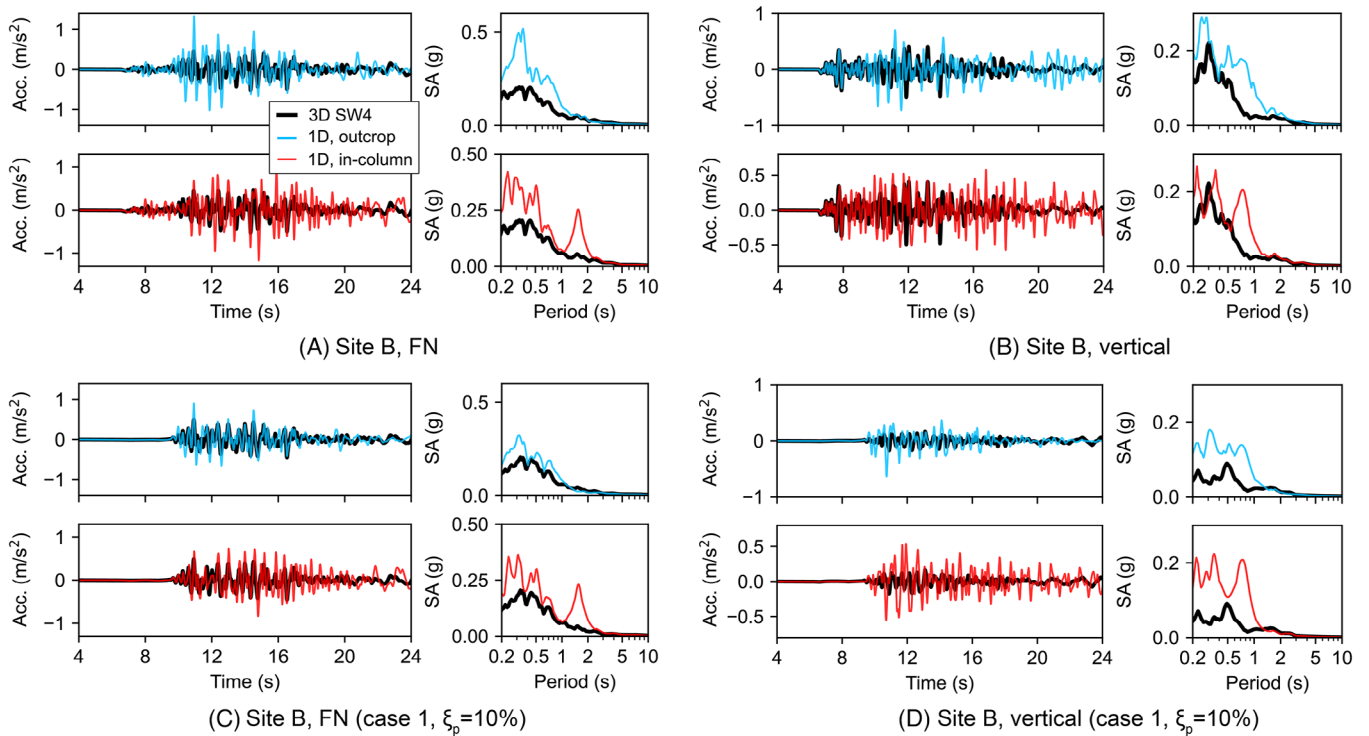 Acc. (m/s²)
1
0
−1
SA (g)
0.5
0.0
3D SW4
1D, outcrop
1D, in-column
Acc. (m/s²)
1
0
−1
4 8 12 16 20 24
Time (s)
SA (g)
0.50
0.25
0.00
0.2 0.5 1 2 5 10
Period (s)
(A) Site B, FN
Acc. (m/s²)
1
0
−1
SA (g)
0.2
0.0
Acc. (m/s²)
0.5
0.0
−0.5
4 8 12 16 20 24
Time (s)
SA (g)
0.2
0.0
0.2 0.5 1 2 5 10
Period (s)
(B) Site B, vertical
Acc. (m/s²)
1
0
−1
SA (g)
0.5
0.0
Acc. (m/s²)
1
0
−1
4 8 12 16 20 24
Time (s)
SA (g)
0.50
0.25
0.00
0.2 0.5 1 2 5 10
Period (s)
(C) Site B, FN (case 1, ξp=10%)
Acc. (m/s²)
1
0
−1
SA (g)
0.2
0.0
Acc. (m/s²)
0.5
0.0
−0.5
4 8 12 16 20 24
Time (s)
SA (g)
0.2
0.0
0.2 0.5 1 2 5 10
Period (s)
(D) Site B, vertical (case 1, ξp=10%)